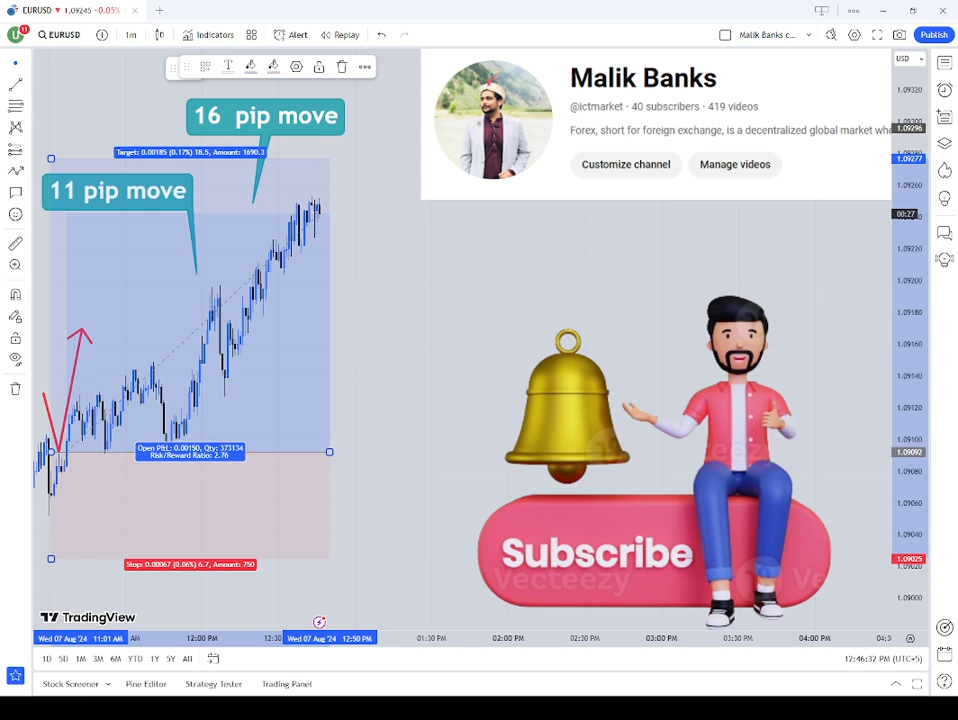 EURUSD ▼ 1.09245 −0.05%
U 11 EURUSD 1m Indicators Alert Replay Malik Banks c... Publish
USD
16 pip move
11 pip move
Target: 0.00185 (0.17%) 18.5, Amount: 1690.3
Open P&L: 0.00150, Qty: 373134
Risk/Reward Ratio: 2.76
Stop: 0.00067 (0.06%) 6.7, Amount: 750
Malik Banks
@ictmarket · 40 subscribers · 419 videos
Forex, short for foreign exchange, is a decentralized global market whe
Customize channel Manage videos
Subscribe
Vecteezy
1.09320
1.09300
1.09296
1.09280
1.09277
1.09260
00:27
1.09220
1.09200
1.09180
1.09160
1.09140
1.09120
1.09100
1.09092
1.09080
1.09060
1.09040
1.09025
1.09020
1.09000
TradingView
Wed 07 Aug '24 11:01 AM AM 12:00 PM 12:30 Wed 07 Aug '24 12:50 PM 01:30 PM 02:00 PM 02:30 PM 03:00 PM 03:30 PM 04:00 PM 04:3
1D 5D 1M 3M 6M YTD 1Y 5Y All 12:46:32 PM (UTC+5)
Stock Screener Pine Editor Strategy Tester Trading Panel